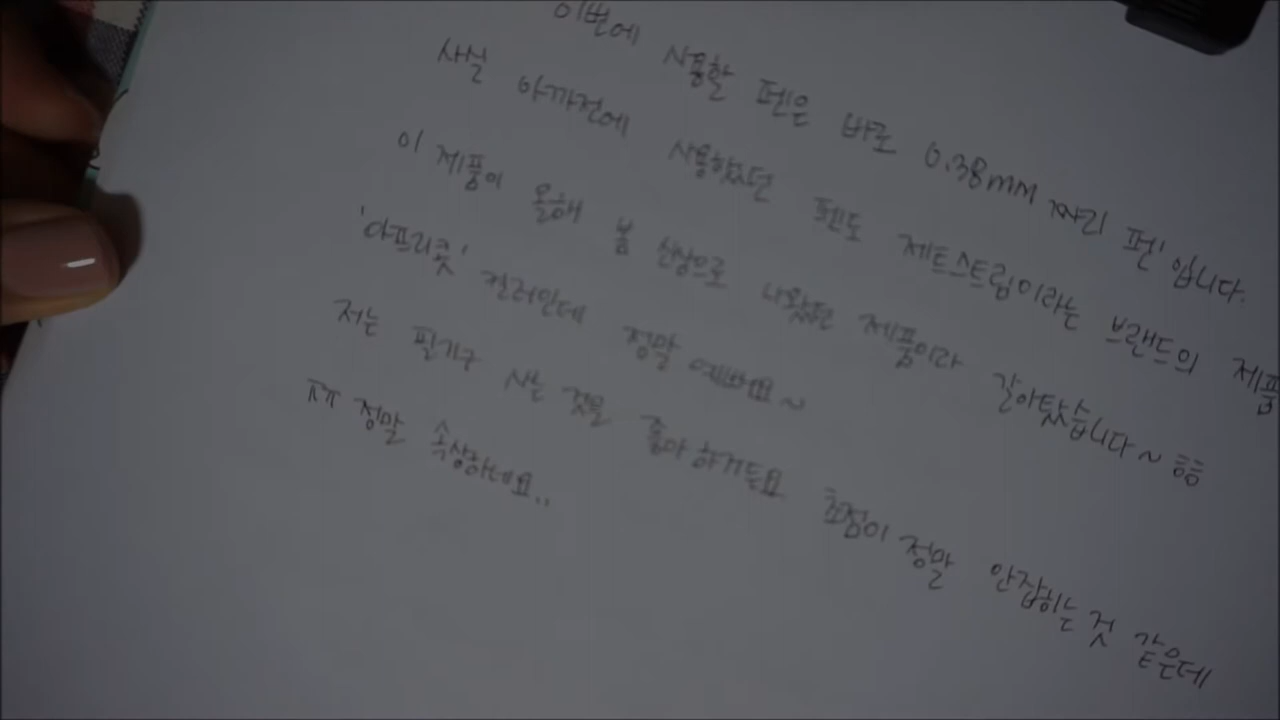 이번에 사용할 펜은 바로 0.38mm 짜리 펜' 입니다.
사실 아까전에 사용했던 펜도 제트스트림이라는 브랜드의 제품
이 제품이 올해 봄 신상으로 나왔던 제품이라 갈아탔습니다~ ㅎㅎ
'아프리콧' 컬러인데 정말 예뻐요~
저는 필기구 사는 것을 좋아 하거든요 초점이 정말 안잡히는 것 같은데
ㅠㅠ 정말 속상하네요..